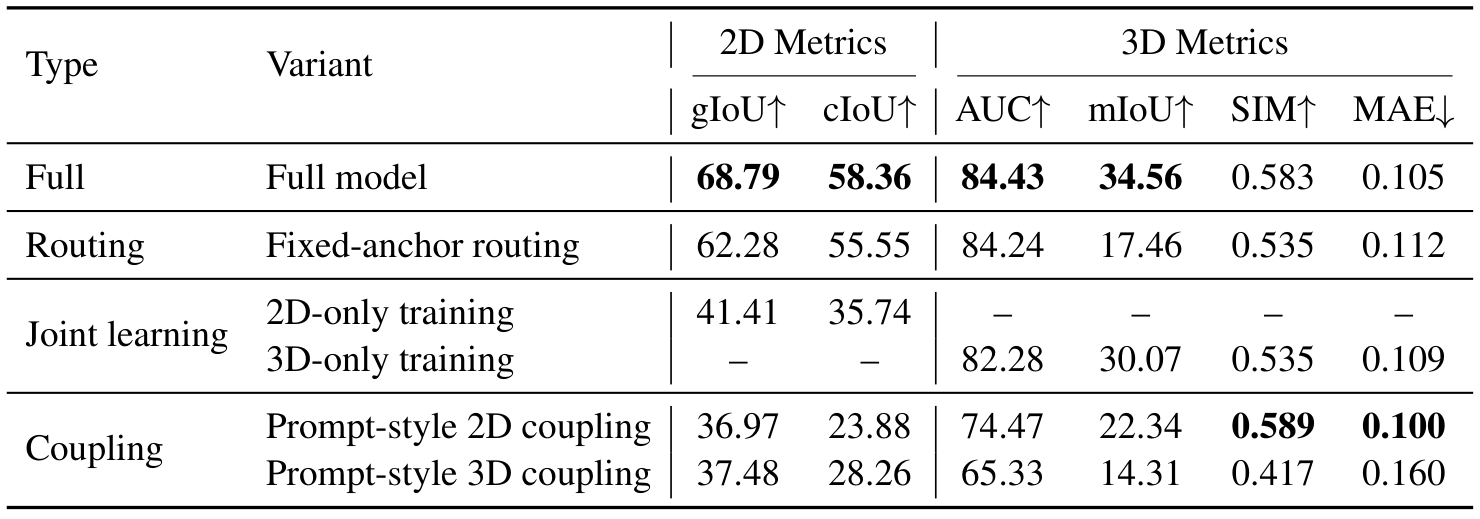 Type Variant 2D Metrics 3D Metrics
gIoU↑ cIoU↑ AUC↑ mIoU↑ SIM↑ MAE↓
Full Full model 68.79 58.36 84.43 34.56 0.583 0.105
Routing Fixed-anchor routing 62.28 55.55 84.24 17.46 0.535 0.112
Joint learning 2D-only training 41.41 35.74 – – – –
3D-only training – – 82.28 30.07 0.535 0.109
Coupling Prompt-style 2D coupling 36.97 23.88 74.47 22.34 0.589 0.100
Prompt-style 3D coupling 37.48 28.26 65.33 14.31 0.417 0.160